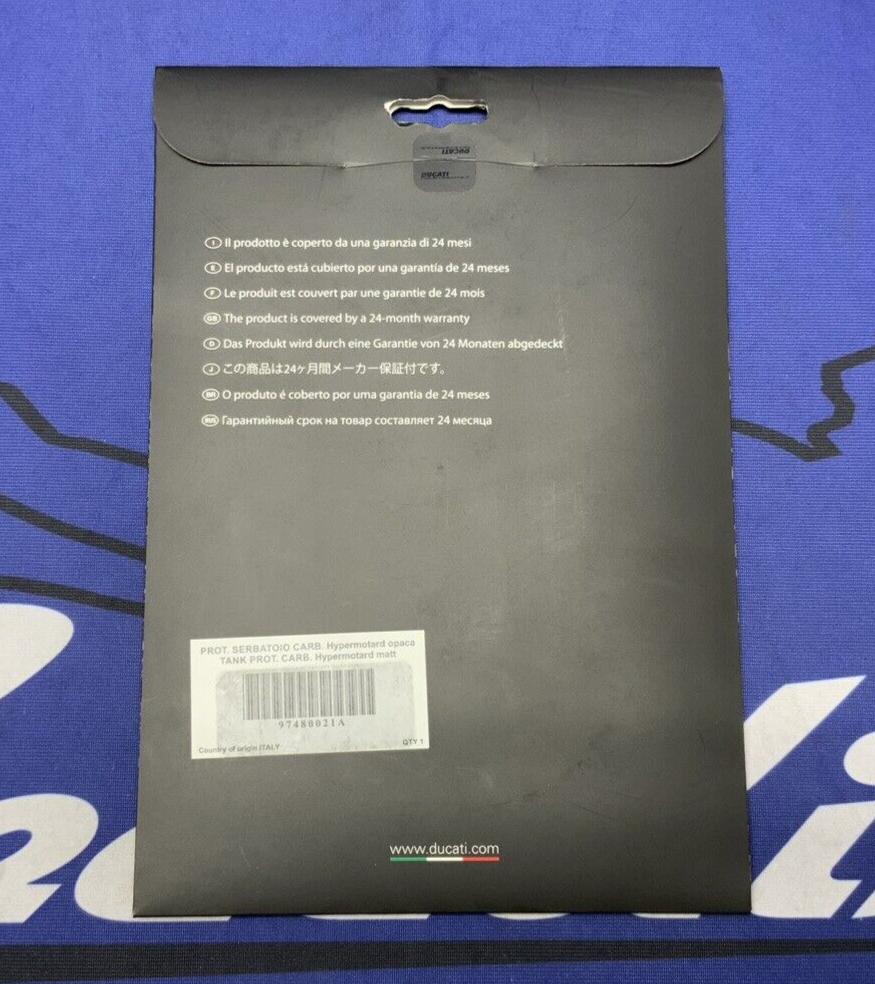 DUCATI
DUCATI
I Il prodotto è coperto da una garanzia di 24 mesi
E El producto está cubierto por una garantía de 24 meses
F Le produit est couvert par une garantie de 24 mois
GB The product is covered by a 24-month warranty
D Das Produkt wird durch eine Garantie von 24 Monaten abgedeckt
J この商品は24ヶ月間メーカー保証付です。
BR O produto é coberto por uma garantia de 24 meses
RUS Гарантийный срок на товар составляет 24 месяца
PROT. SERBATOIO CARB. Hypermotard opaca
TANK PROT. CARB. Hypermotard matt
97480021A
Country of origin ITALY QTY 1
www.ducati.com